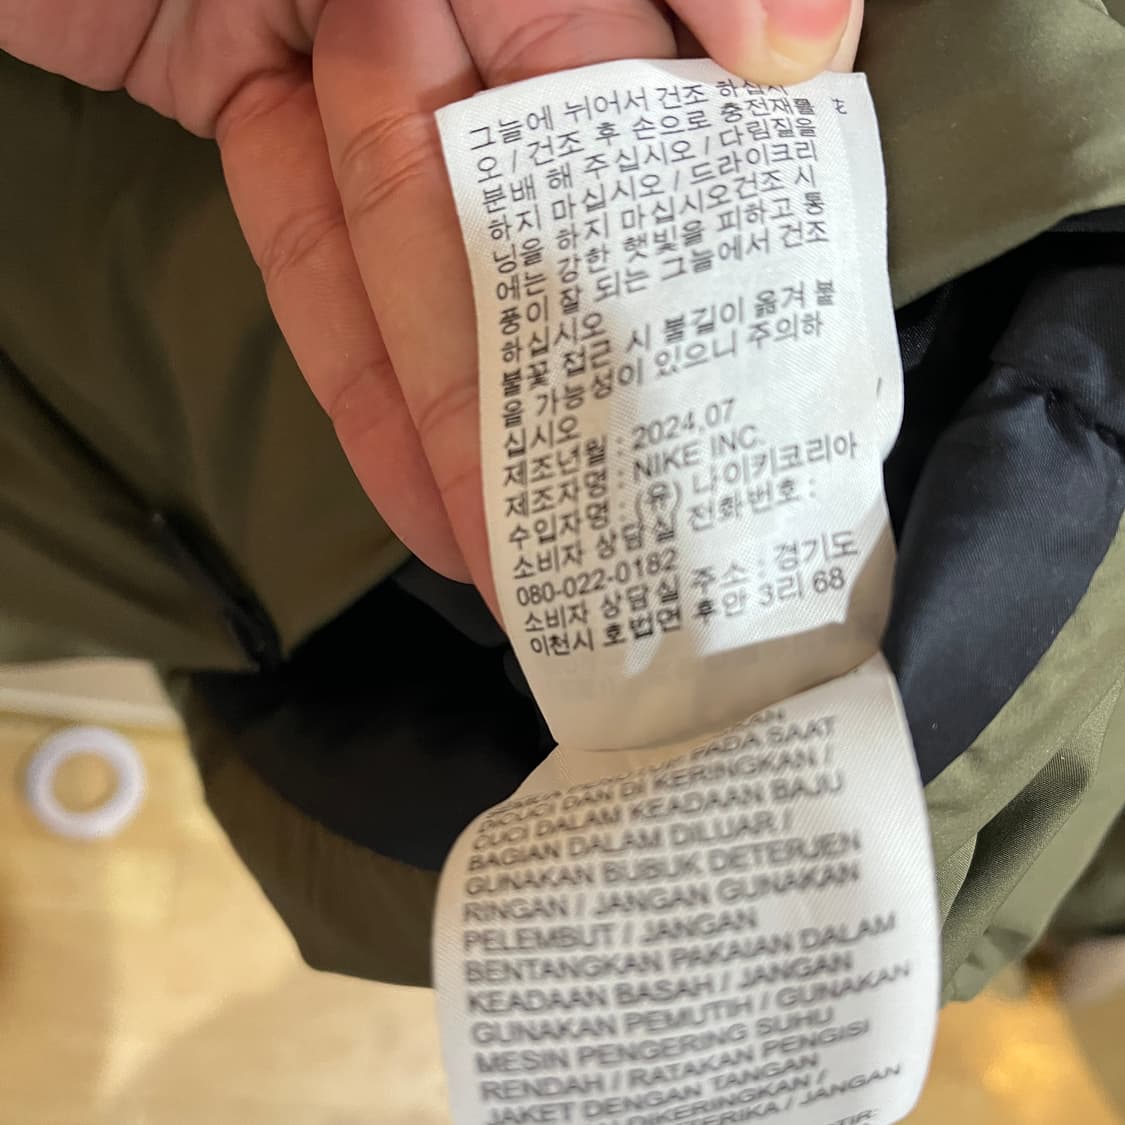 그늘에 뉘어서 건조 하십시
오 / 건조 후 손으로 충전재를
분배 해 주십시오 / 다림질을
하지 마십시오 / 드라이크리
닝을 하지 마십시오건조 시
에는 강한 햇빛을 피하고 통
풍이 잘 되는 그늘에서 건조
하십시오
불꽃 접근 시 불길이 옮겨 붙
을 가능성이 있으니 주의하
십시오
제조년월 : 2024.07
제조자명 : NIKE INC.
수입자명 : (유) 나이키코리아
소비자 상담실 전화번호 :
080-022-0182
소비자 상담실 주소 : 경기도
이천시 호법면 후안 3리 68
PADA SAAT
DICUCI DAN DI KERINGKAN /
CUCI DALAM KEADAAN BAJU
BAGIAN DALAM DILUAR /
GUNAKAN BUBUK DETERJEN
RINGAN / JANGAN GUNAKAN
PELEMBUT / JANGAN
BENTANGKAN PAKAIAN DALAM
KEADAAN BASAH / JANGAN
GUNAKAN PEMUTIH / GUNAKAN
MESIN PENGERING SUHU
RENDAH / RATAKAN PENGISI
JAKET DENGAN TANGAN
DIKERINGKAN /
/ JANGAN